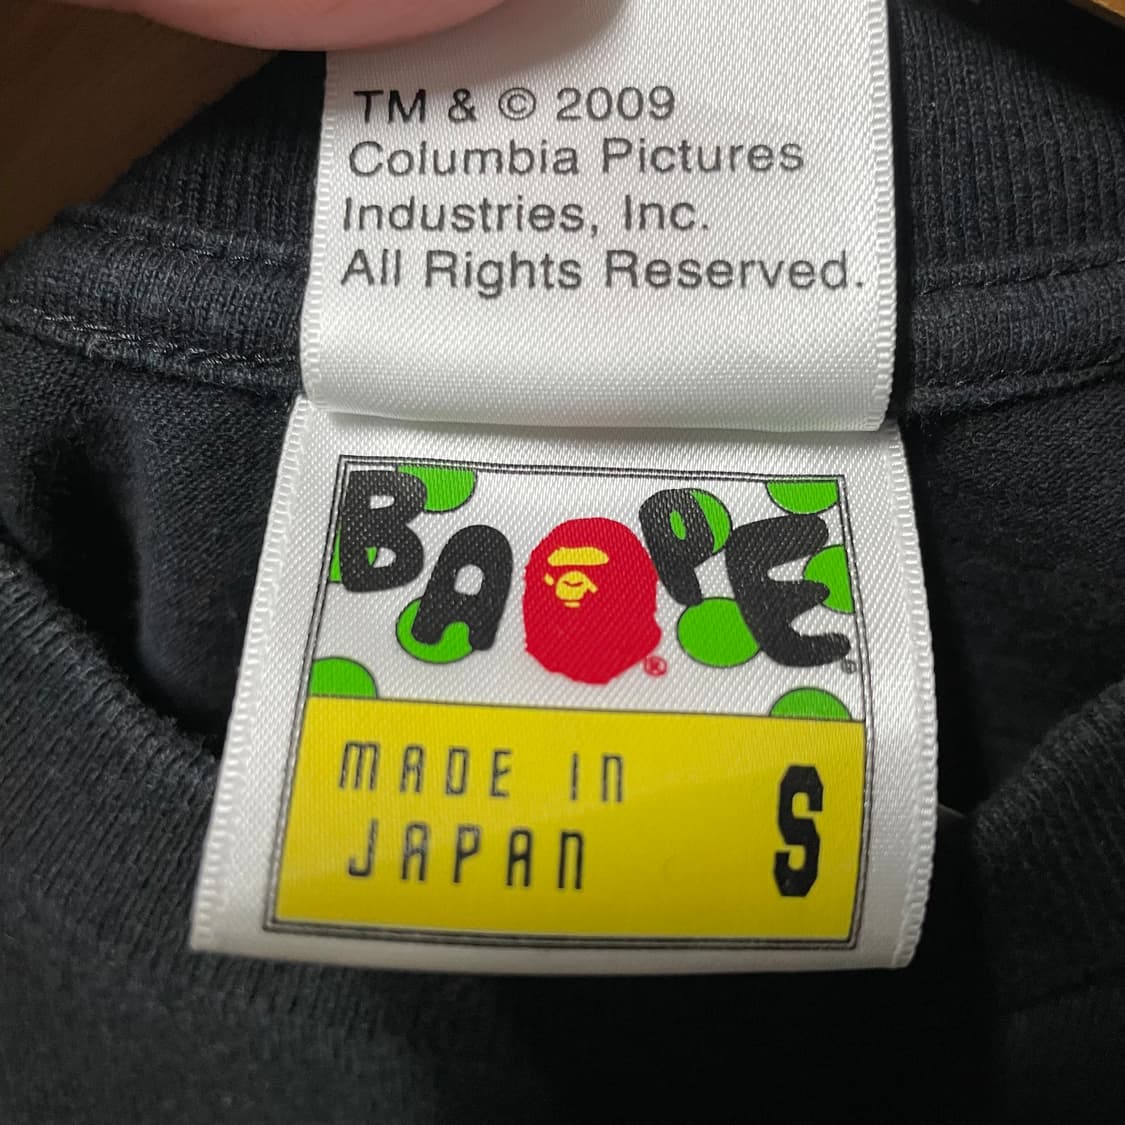 TM & © 2009
Columbia Pictures
Industries, Inc.
All Rights Reserved.
BAPE
®
®
MADE IN
JAPAN
S